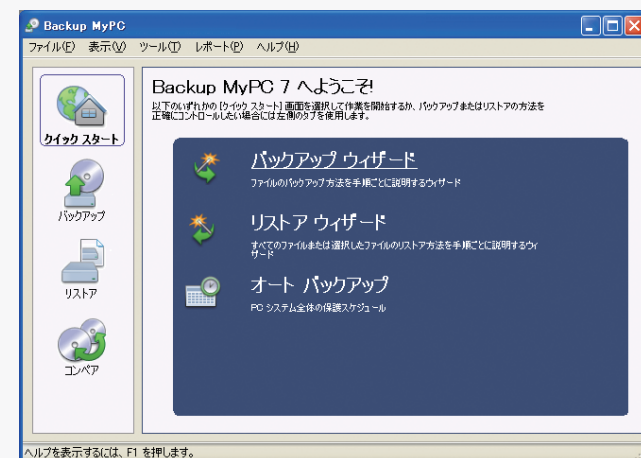 Backup MyPC
ファイル(F) 表示(V) ツール(T) レポート(P) ヘルプ(H)
クイック スタート
バックアップ
リストア
コンペア
Backup MyPC 7 へようこそ!
以下のいずれかの [クイック スタート] 画面を選択して作業を開始するか、バックアップまたはリストアの方法を
正確にコントロールしたい場合には左側のタブを使用します。
バックアップ ウィザード
ファイルのバックアップ方法を手順ごとに説明するウィザード
リストア ウィザード
すべてのファイルまたは選択したファイルのリストア方法を手順ごとに説明するウィ
ザード
オート バックアップ
PC システム全体の保護スケジュール
ヘルプを表示するには、F1 を押します。